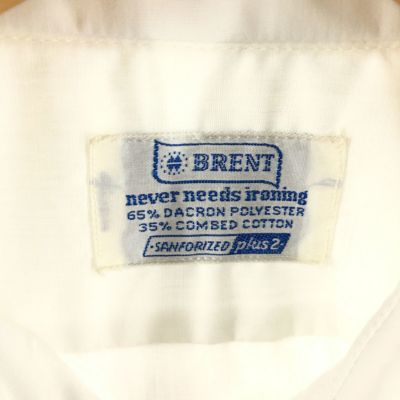 BRENT
never needs ironing
65% DACRON POLYESTER
35% COMBED COTTON
·SANFORIZED plus 2·